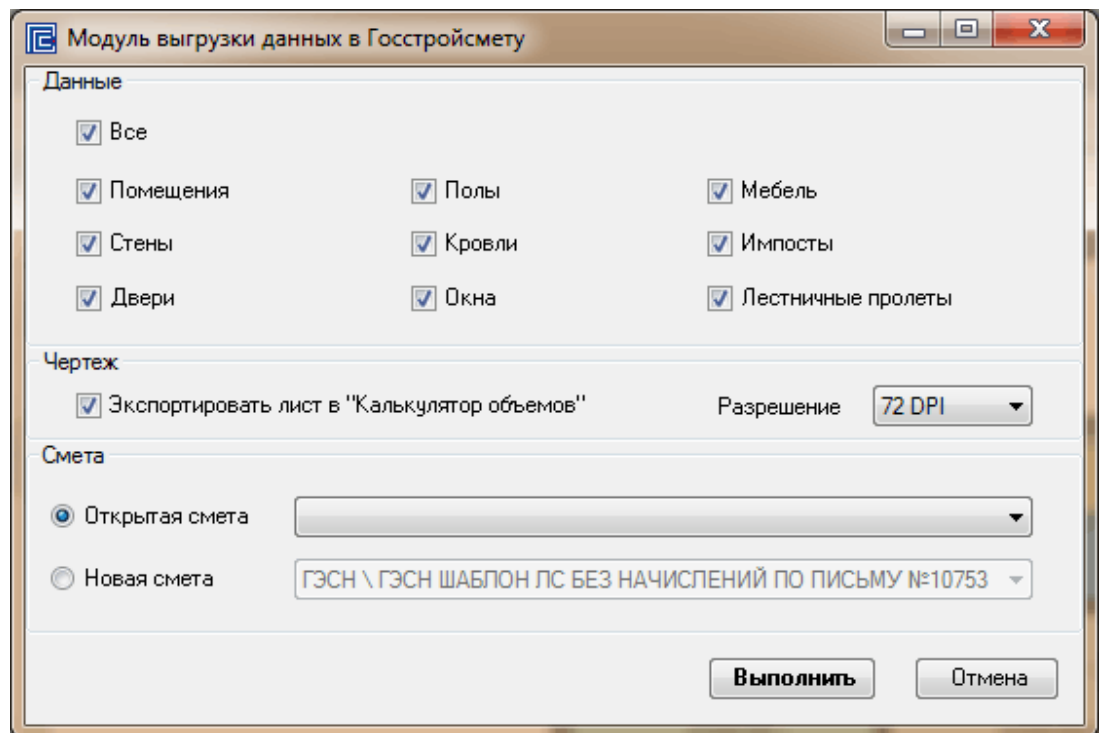 Модуль выгрузки данных в Госстройсмету
Данные
Все
Помещения Полы Мебель
Стены Кровли Импосты
Двери Окна Лестничные пролеты
Чертеж
Экспортировать лист в "Калькулятор объемов" Разрешение 72 DPI
Смета
Открытая смета
Новая смета ГЭСН \ ГЭСН ШАБЛОН ЛС БЕЗ НАЧИСЛЕНИЙ ПО ПИСЬМУ №10753
Выполнить Отмена